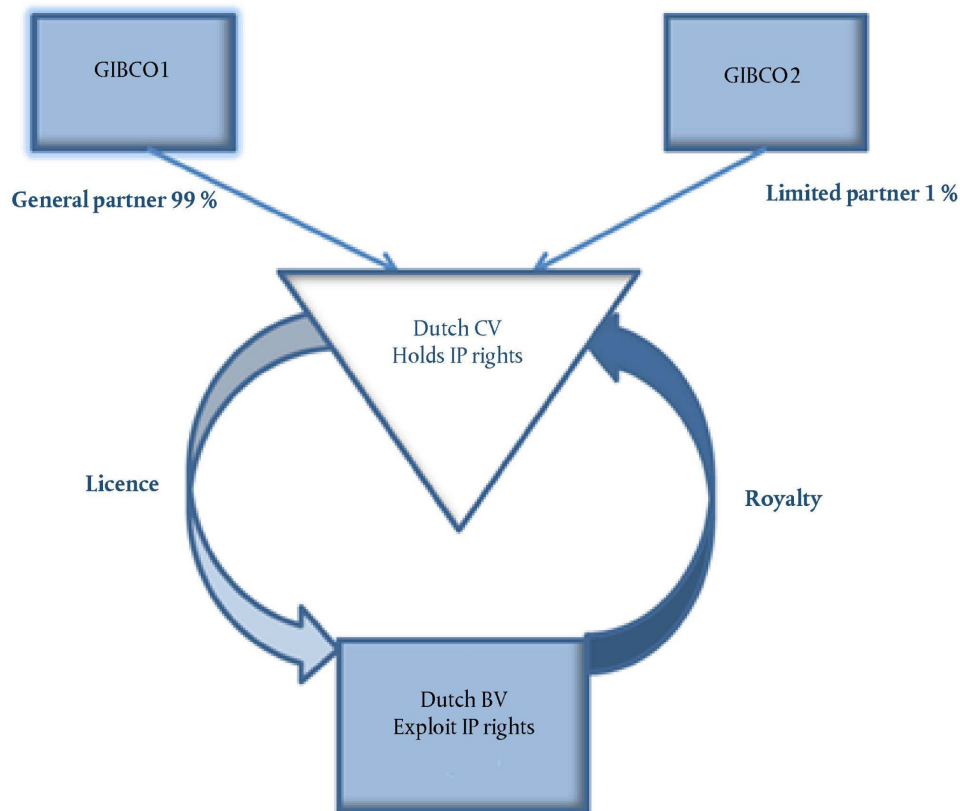 GIBCO1
GIBCO2
General partner 99 %
Limited partner 1 %
Dutch CV
Holds IP rights
Licence
Royalty
Dutch BV
Exploit IP rights